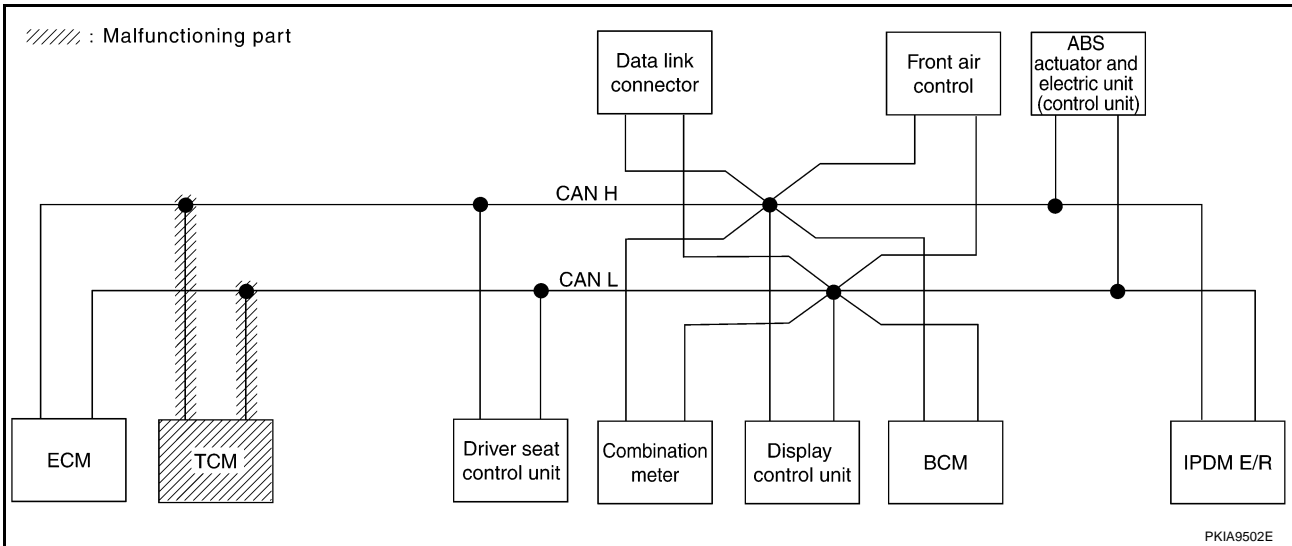 : Malfunctioning part
Data link
connector
Front air
control
ABS
actuator and
electric unit
(control unit)
CAN H
CAN L
ECM
TCM
Driver seat
control unit
Combination
meter
Display
control unit
BCM
IPDM E/R
PKIA9502E